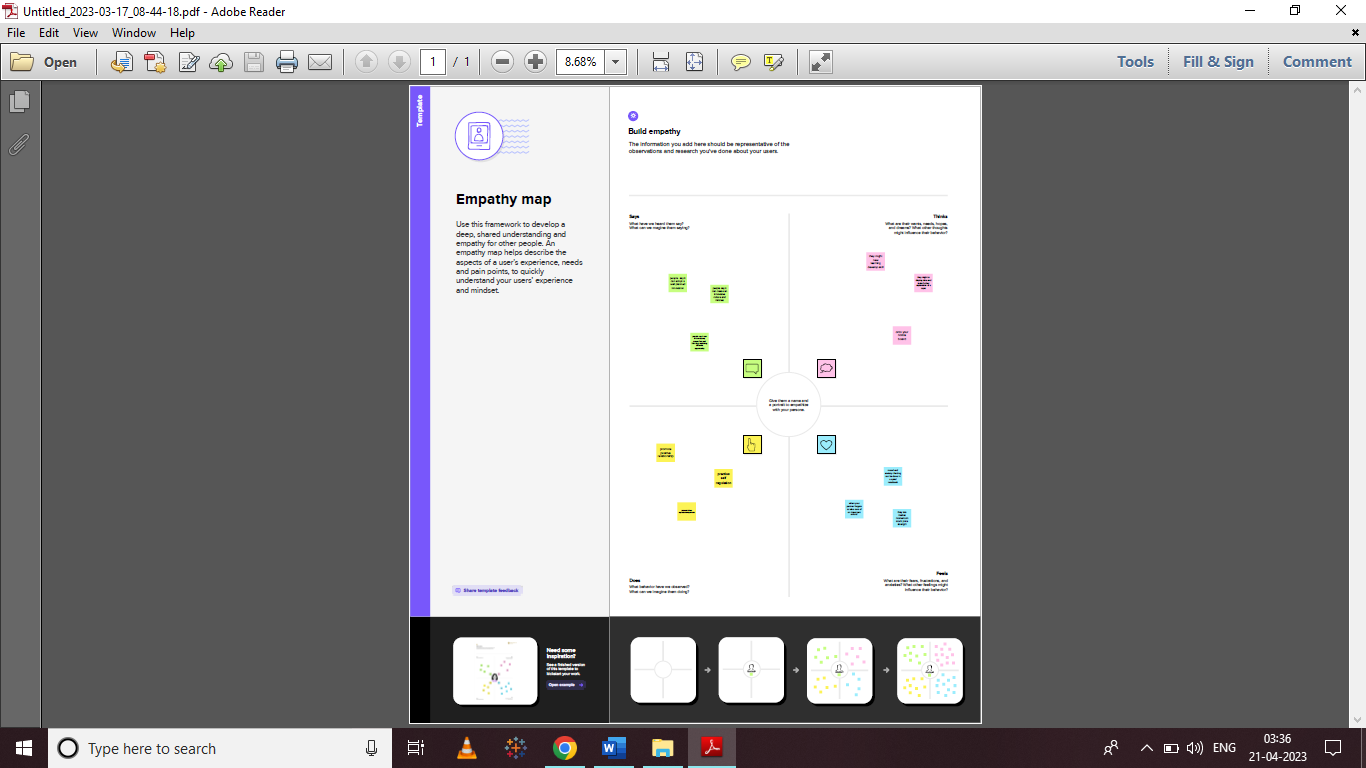 Untitled_2023-03-17_08-44-18.pdf - Adobe Reader
File Edit View Window Help
Open
1 / 1
8.68%
Tools Fill & Sign Comment
Template
Empathy map
Use this framework to develop a
deep, shared understanding and
empathy for other people. An
empathy map helps describe the
aspects of a user's experience, needs
and pain points, to quickly
understand your users' experience
and mindset.
Share template feedback
Build empathy
The information you add here should be representative of the
observations and research you've done about your users.
Says
What have we heard them say?
What can we imagine them saying?
Thinks
What are their wants, needs, hopes,
and dreams? What other thoughts
might influence their behavior?
Give them a name and
a portrait to empathize
with your persona.
practice
self
regulation
Does
What behavior have we observed?
What can we imagine them doing?
Feels
What are their fears, frustrations, and
anxieties? What other feelings might
influence their behavior?
Need some
inspiration?
See a finished version
of this template to
kickstart your work.
Open example
Type here to search
ENG
03:36
21-04-2023